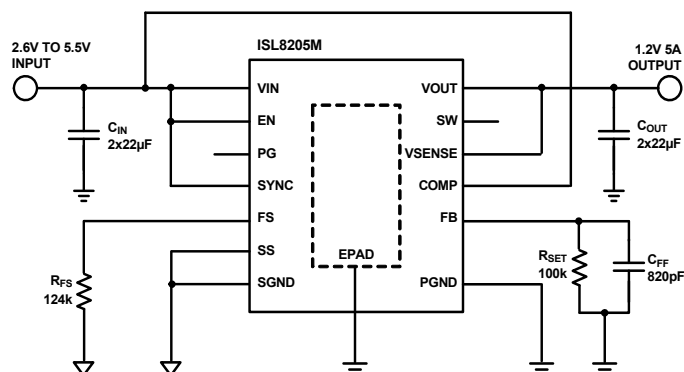 ISL8205M
2.6V TO 5.5V
INPUT
1.2V 5A
OUTPUT
VIN
VOUT
EN
SW
PG
VSENSE
SYNC
COMP
FS
FB
SS
EPAD
SGND
PGND
CIN
2x22µF
COUT
2x22µF
RFS
124k
RSET
100k
CFF
820pF